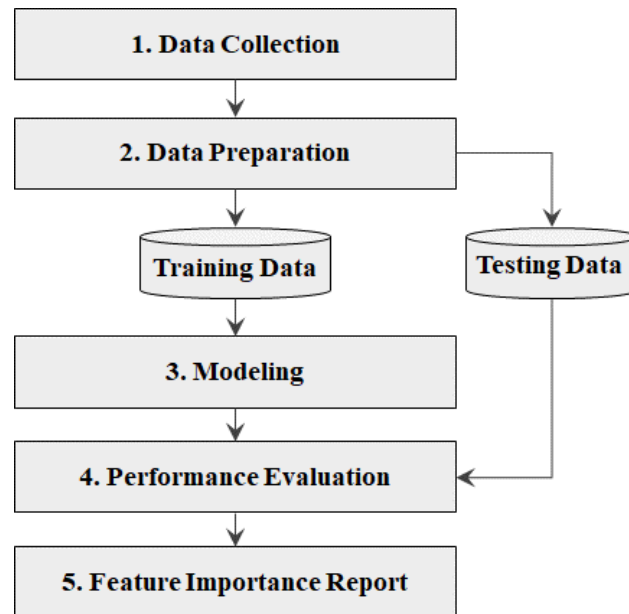 1. Data Collection
2. Data Preparation
Training Data
Testing Data
3. Modeling
4. Performance Evaluation
5. Feature Importance Report